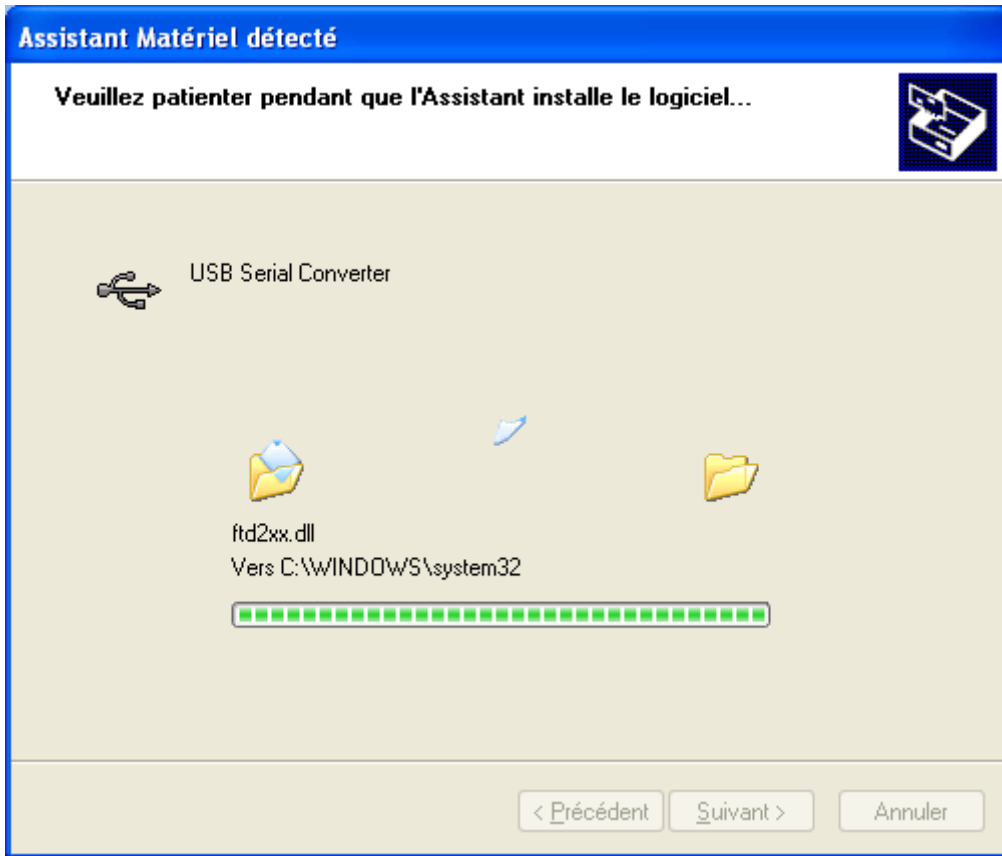 Assistant Matériel détecté
Veuillez patienter pendant que l'Assistant installe le logiciel...
USB Serial Converter
ftd2xx.dll
Vers C:\WINDOWS\system32
< Précédent Suivant > Annuler